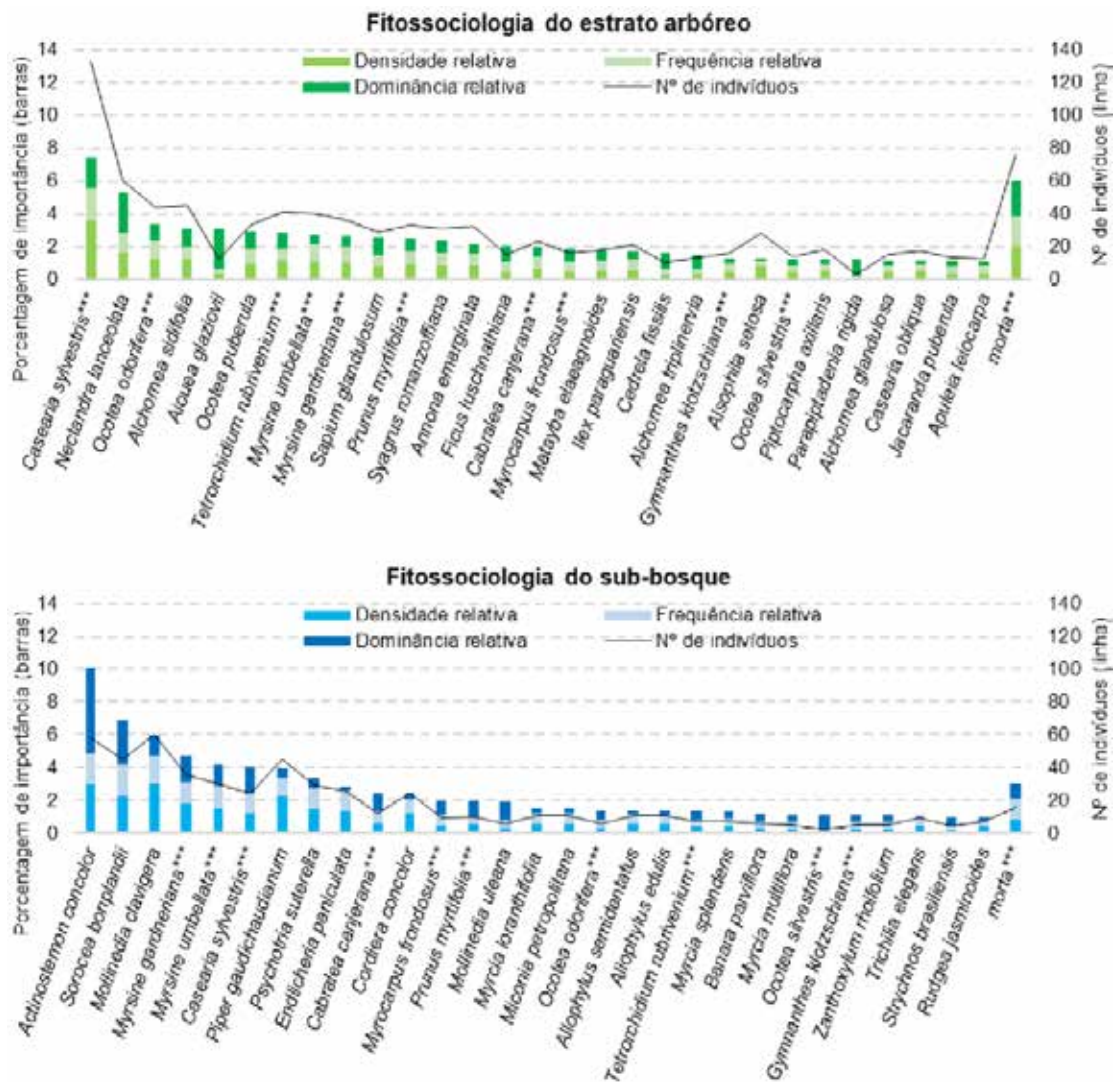 Fitossociologia do estrato arbóreo
Densidade relativa
Frequência relativa
Dominância relativa
Nº de indivíduos
Porcentagem de importância (barras)
14
12
10
8
6
4
2
0
Nº de indivíduos (linha)
140
120
100
80
60
40
20
0
Casearia sylvestris***
Nectandra lanceolata
Ocotea odorifera***
Alchornea sidifolia
Aiouea glaziovii
Ocotea puberula
Tetrorchidium rubrivenium***
Myrsine umbellata***
Myrsine gardneriana***
Sapium glandulosum
Prunus myrtifolia**
Syagrus romanzoffiana
Annona emarginata
Ficus luschnathiana
Cabralea canjerana***
Myrocarpus frondosus***
Matayba elaeagnoides
Ilex paraguariensis
Cedrela fissilis
Alchornea triplinervia
Gymnanthes klotzschiana***
Alsophila setosa
Ocotea silvestris***
Piptocarpha axillaris
Parapiptadenia rigida
Alchornea glandulosa
Casearia obliqua
Jacaranda puberula
Apuleia leiocarpa
morta***
Fitossociologia do sub-bosque
Densidade relativa
Frequência relativa
Dominância relativa
Nº de indivíduos
Porcentagem de importância (barras)
14
12
10
8
6
4
2
0
Nº de indivíduos (linha)
140
120
100
80
60
40
20
0
Actinostemon concolor
Sorocea bonplandii
Mollinedia clavigera
Myrsine gardneriana***
Myrsine umbellata***
Casearia sylvestris***
Piper gaudichaudianum
Psychotria suterella
Endlicheria paniculata
Cabralea canjerana***
Cordiera concolor
Myrocarpus frondosus***
Prunus myrtifolia***
Mollinedia uleana
Myrcia loranthifolia
Miconia petropolitana
Ocotea odorifera***
Allophylus semidentatus
Allophylus edulis
Tetrorchidium rubrivenium***
Myrcia splendens
Banara parviflora
Myrcia multiflora
Ocotea silvestris***
Gymnanthes klotzschiana***
Zanthoxylum rhoifolium
Trichilia elegans
Strychnos brasiliensis
Rudgea jasminoides
morta***